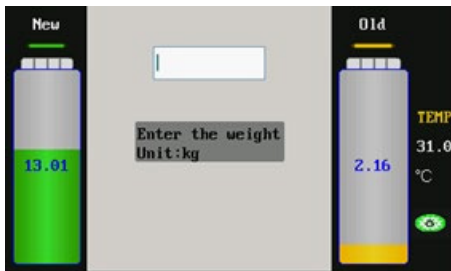 New
Old
Enter the weight
Unit:kg
TEMP
31.0
°C
13.01
2.16